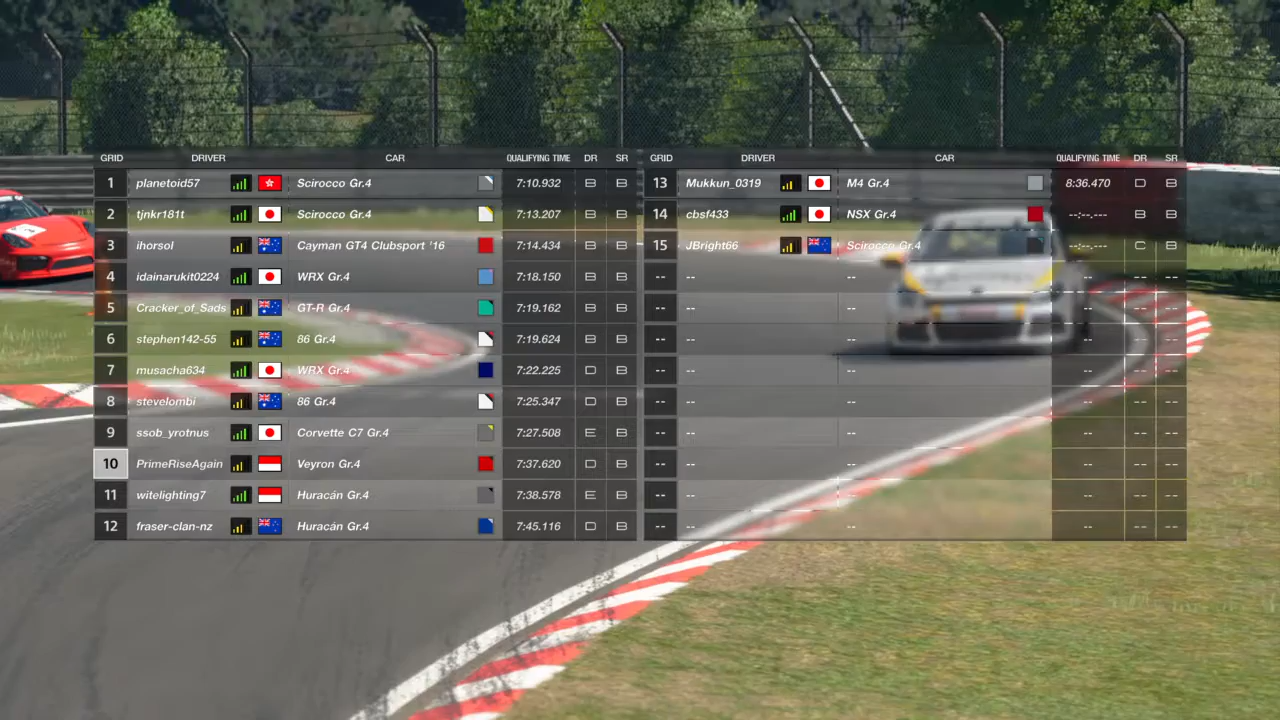 GRID DRIVER CAR QUALIFYING TIME DR SR
1 planetoid57 Scirocco Gr.4 7:10.932 B B
2 tjnkr181t Scirocco Gr.4 7:13.207 B B
3 ihorsol Cayman GT4 Clubsport '16 7:14.434 B B
4 idainarukit0224 WRX Gr.4 7:18.150 B B
5 Cracker_of_Sads GT-R Gr.4 7:19.162 B B
6 stephen142-55 86 Gr.4 7:19.624 B B
7 musacha634 WRX Gr.4 7:22.225 D B
8 stevelombi 86 Gr.4 7:25.347 D B
9 ssob_yrotnus Corvette C7 Gr.4 7:27.508 E B
10 PrimeRiseAgain Veyron Gr.4 7:37.620 D B
11 witelighting7 Huracán Gr.4 7:38.578 E B
12 fraser-clan-nz Huracán Gr.4 7:45.116 D B
GRID DRIVER CAR QUALIFYING TIME DR SR
13 Mukkun_0319 M4 Gr.4 8:36.470 D B
14 cbsf433 NSX Gr.4 --:--.--- B B
15 JBright66 Scirocco Gr.4 --:--.--- C B
-- -- -- -- -- --
-- -- -- -- -- --
-- -- -- -- -- --
-- -- -- -- -- --
-- -- -- -- -- --
-- -- -- -- -- --
-- -- -- -- -- --
-- -- -- -- -- --
-- -- -- -- -- --